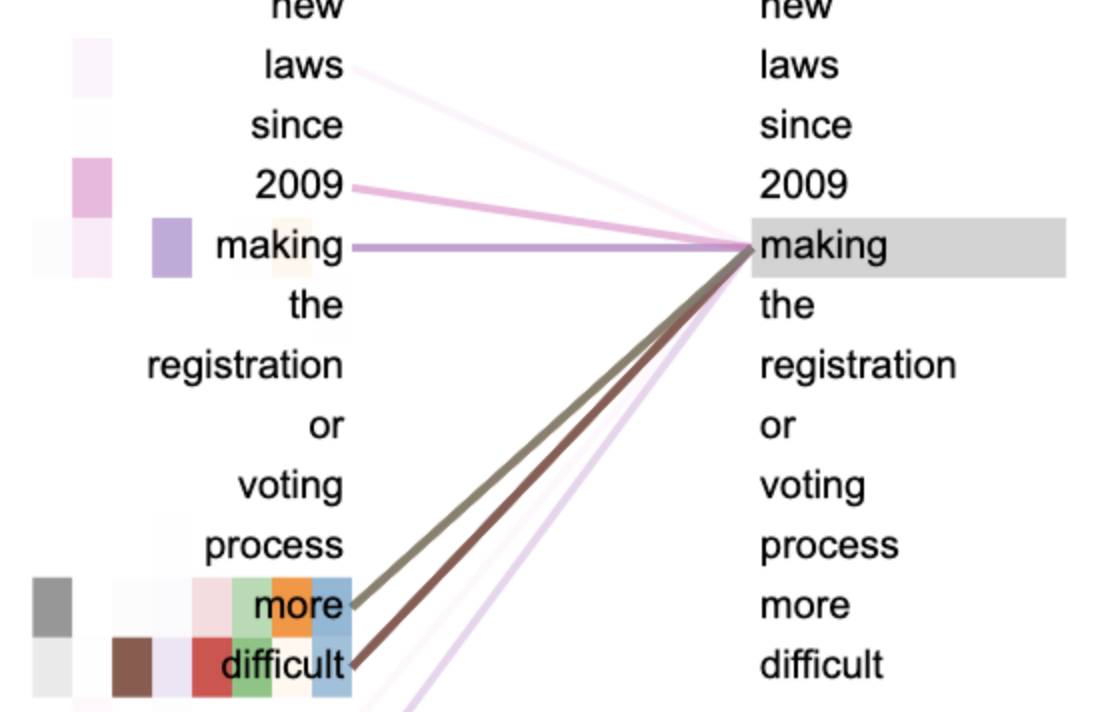 new new
laws laws
since since
2009 2009
making making
the the
registration registration
or or
voting voting
process process
more more
difficult difficult